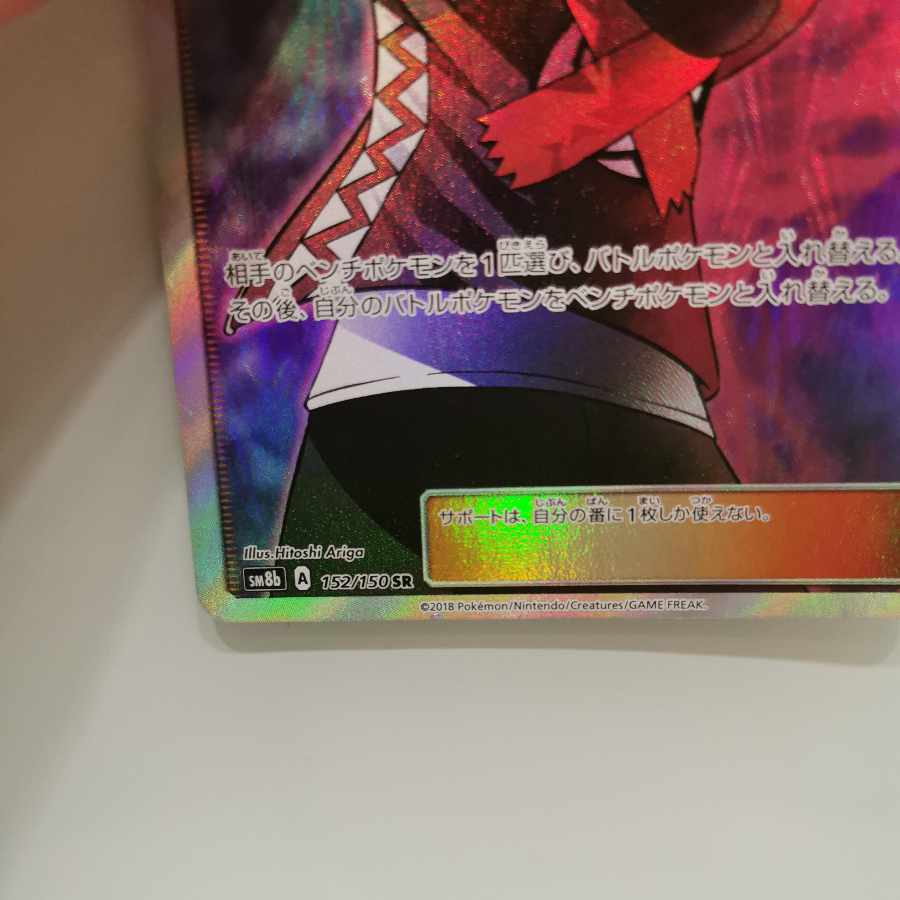 相手のベンチポケモンを1匹選び、バトルポケモンと入れ替える。
その後、自分のバトルポケモンをベンチポケモンと入れ替える。
サポートは、自分の番に1枚しか使えない。
Illus.Hitoshi Ariga
SM8b A 152/150 SR
©2018 Pokémon/Nintendo/Creatures/GAME FREAK.